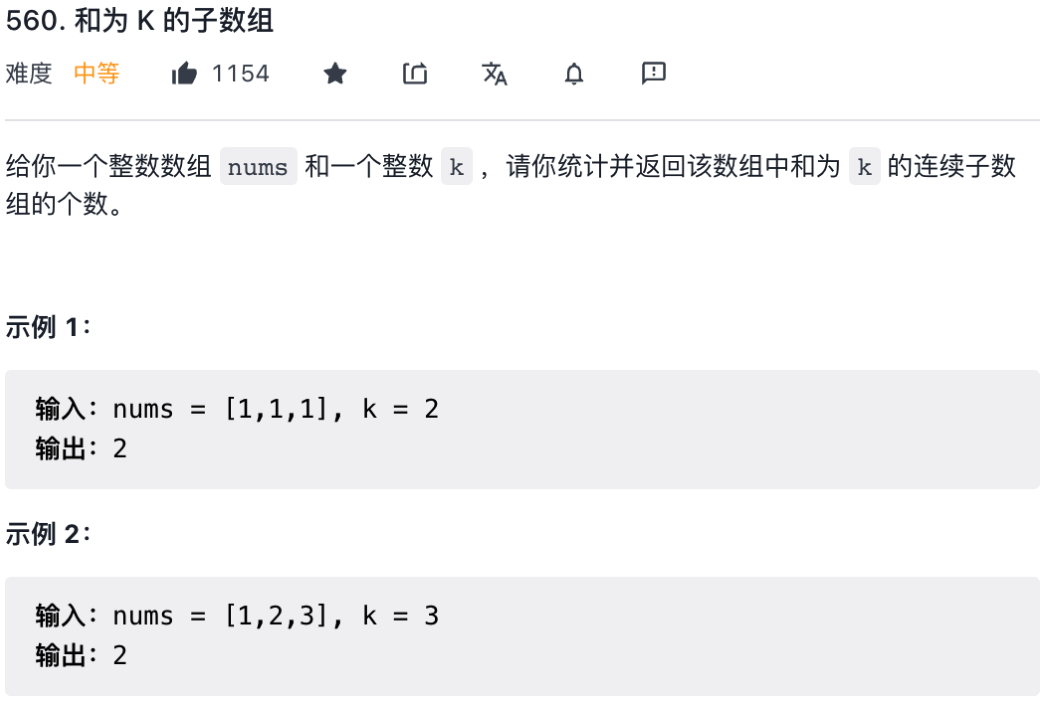 560. 和为 K 的子数组
难度 中等 1154
给你一个整数数组 nums 和一个整数 k ，请你统计并返回该数组中和为 k 的连续子数
组的个数。
示例 1：
输入：nums = [1,1,1], k = 2
输出：2
示例 2：
输入：nums = [1,2,3], k = 3
输出：2